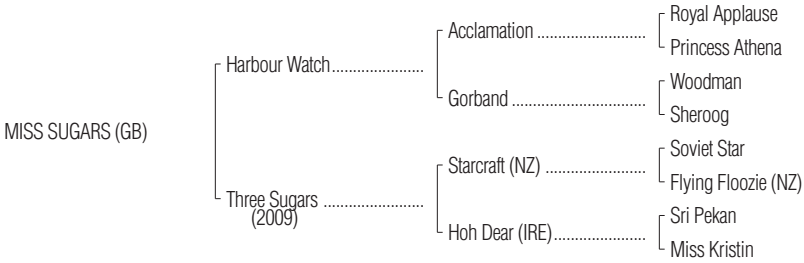 Royal Applause
Acclamation ..........................
Princess Athena
Harbour Watch......................
Woodman
Gorband ................................
Sheroog
MISS SUGARS (GB)
Soviet Star
Starcraft (NZ) ........................
Flying Floozie (NZ)
Three Sugars ........................
(2009)
Sri Pekan
Hoh Dear (IRE)......................
Miss Kristin